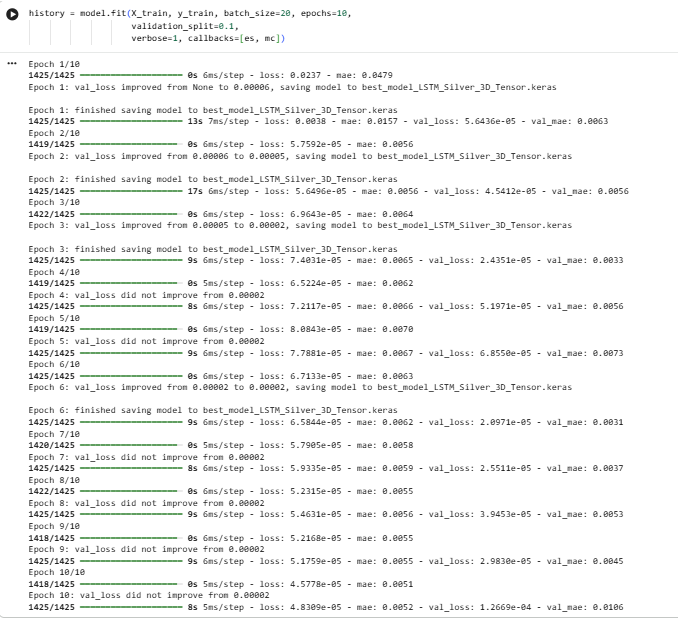 history = model.fit(X_train, y_train, batch_size=20, epochs=10,
validation_split=0.1,
verbose=1, callbacks=[es, mc])
Epoch 1/10
1425/1425 0s 6ms/step - loss: 0.0237 - mae: 0.0479
Epoch 1: val_loss improved from None to 0.00006, saving model to best_model_LSTM_Silver_3D_Tensor.keras
Epoch 1: finished saving model to best_model_LSTM_Silver_3D_Tensor.keras
1425/1425 13s 7ms/step - loss: 0.0038 - mae: 0.0157 - val_loss: 5.6436e-05 - val_mae: 0.0063
Epoch 2/10
1419/1425 0s 6ms/step - loss: 5.7592e-05 - mae: 0.0056
Epoch 2: val_loss improved from 0.00006 to 0.00005, saving model to best_model_LSTM_Silver_3D_Tensor.keras
Epoch 2: finished saving model to best_model_LSTM_Silver_3D_Tensor.keras
1425/1425 17s 6ms/step - loss: 5.6496e-05 - mae: 0.0056 - val_loss: 4.5412e-05 - val_mae: 0.0056
Epoch 3/10
1422/1425 0s 6ms/step - loss: 6.9643e-05 - mae: 0.0064
Epoch 3: val_loss improved from 0.00005 to 0.00002, saving model to best_model_LSTM_Silver_3D_Tensor.keras
Epoch 3: finished saving model to best_model_LSTM_Silver_3D_Tensor.keras
1425/1425 9s 6ms/step - loss: 7.4031e-05 - mae: 0.0065 - val_loss: 2.4351e-05 - val_mae: 0.0033
Epoch 4/10
1419/1425 0s 5ms/step - loss: 6.5224e-05 - mae: 0.0062
Epoch 4: val_loss did not improve from 0.00002
1425/1425 8s 6ms/step - loss: 7.2117e-05 - mae: 0.0066 - val_loss: 5.1971e-05 - val_mae: 0.0056
Epoch 5/10
1419/1425 0s 6ms/step - loss: 8.0843e-05 - mae: 0.0070
Epoch 5: val_loss did not improve from 0.00002
1425/1425 9s 6ms/step - loss: 7.7881e-05 - mae: 0.0067 - val_loss: 6.8550e-05 - val_mae: 0.0073
Epoch 6/10
1425/1425 0s 6ms/step - loss: 6.7133e-05 - mae: 0.0063
Epoch 6: val_loss improved from 0.00002 to 0.00002, saving model to best_model_LSTM_Silver_3D_Tensor.keras
Epoch 6: finished saving model to best_model_LSTM_Silver_3D_Tensor.keras
1425/1425 9s 6ms/step - loss: 6.5844e-05 - mae: 0.0062 - val_loss: 2.0971e-05 - val_mae: 0.0031
Epoch 7/10
1420/1425 0s 5ms/step - loss: 5.7905e-05 - mae: 0.0058
Epoch 7: val_loss did not improve from 0.00002
1425/1425 8s 6ms/step - loss: 5.9335e-05 - mae: 0.0059 - val_loss: 2.5511e-05 - val_mae: 0.0037
Epoch 8/10
1422/1425 0s 6ms/step - loss: 5.2315e-05 - mae: 0.0055
Epoch 8: val_loss did not improve from 0.00002
1425/1425 9s 6ms/step - loss: 5.4631e-05 - mae: 0.0056 - val_loss: 3.9453e-05 - val_mae: 0.0053
Epoch 9/10
1418/1425 0s 6ms/step - loss: 5.2168e-05 - mae: 0.0055
Epoch 9: val_loss did not improve from 0.00002
1425/1425 9s 6ms/step - loss: 5.1759e-05 - mae: 0.0055 - val_loss: 2.9830e-05 - val_mae: 0.0045
Epoch 10/10
1418/1425 0s 5ms/step - loss: 4.5778e-05 - mae: 0.0051
Epoch 10: val_loss did not improve from 0.00002
1425/1425 8s 5ms/step - loss: 4.8309e-05 - mae: 0.0052 - val_loss: 1.2669e-04 - val_mae: 0.0106